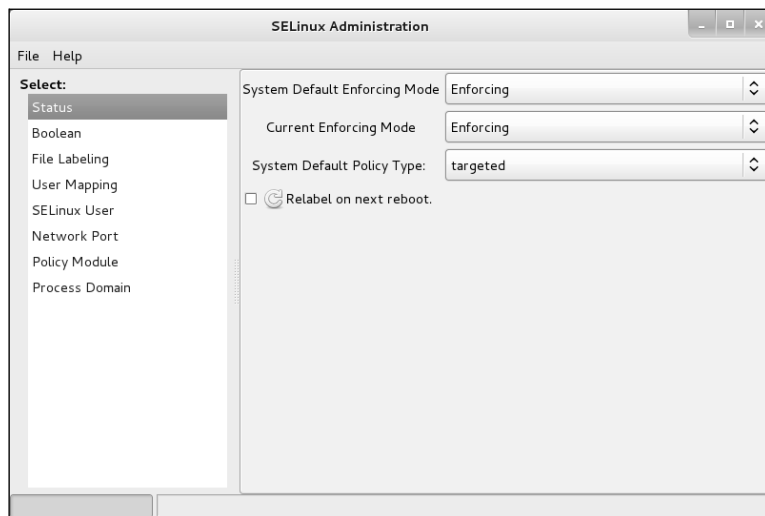 SELinux Administration
File Help
Select:
Status
Boolean
File Labeling
User Mapping
SELinux User
Network Port
Policy Module
Process Domain
System Default Enforcing Mode Enforcing
Current Enforcing Mode Enforcing
System Default Policy Type: targeted
Relabel on next reboot.